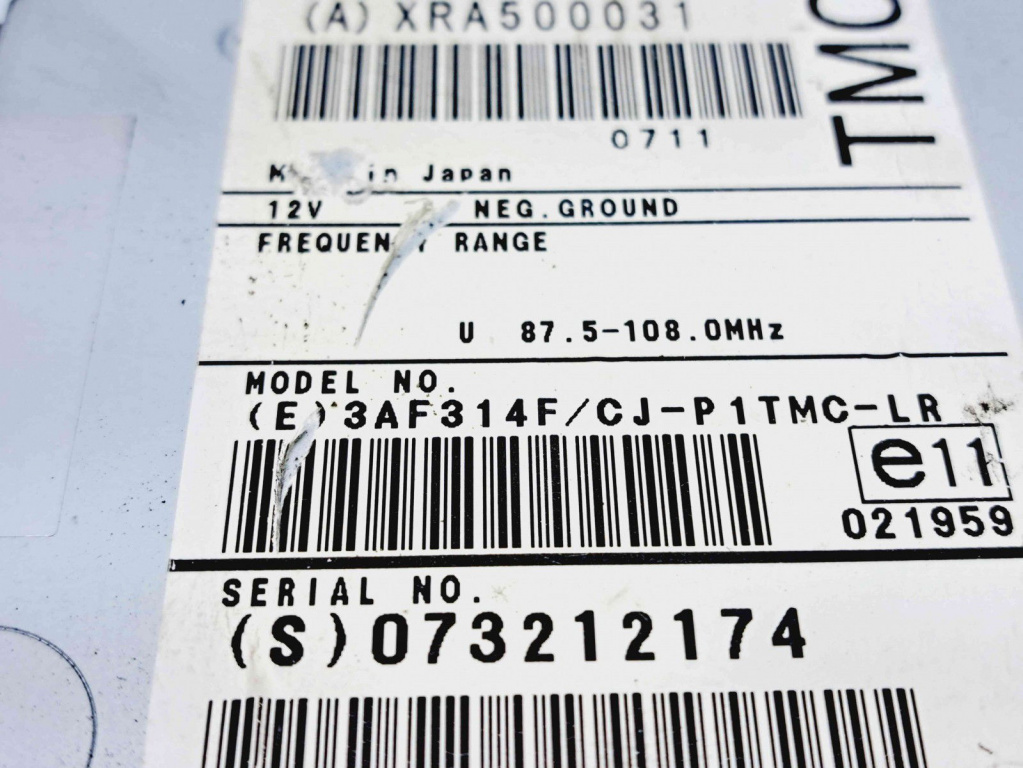 (A) XRA500031
TMC
0711
in Japan
12V NEG.GROUND
FREQUENCY RANGE
U 87.5-108.0MHz
MODEL NO.
(E)3AF314F/CJ-P1TMC-LR
e11
021959
SERIAL NO.
(S)073212174